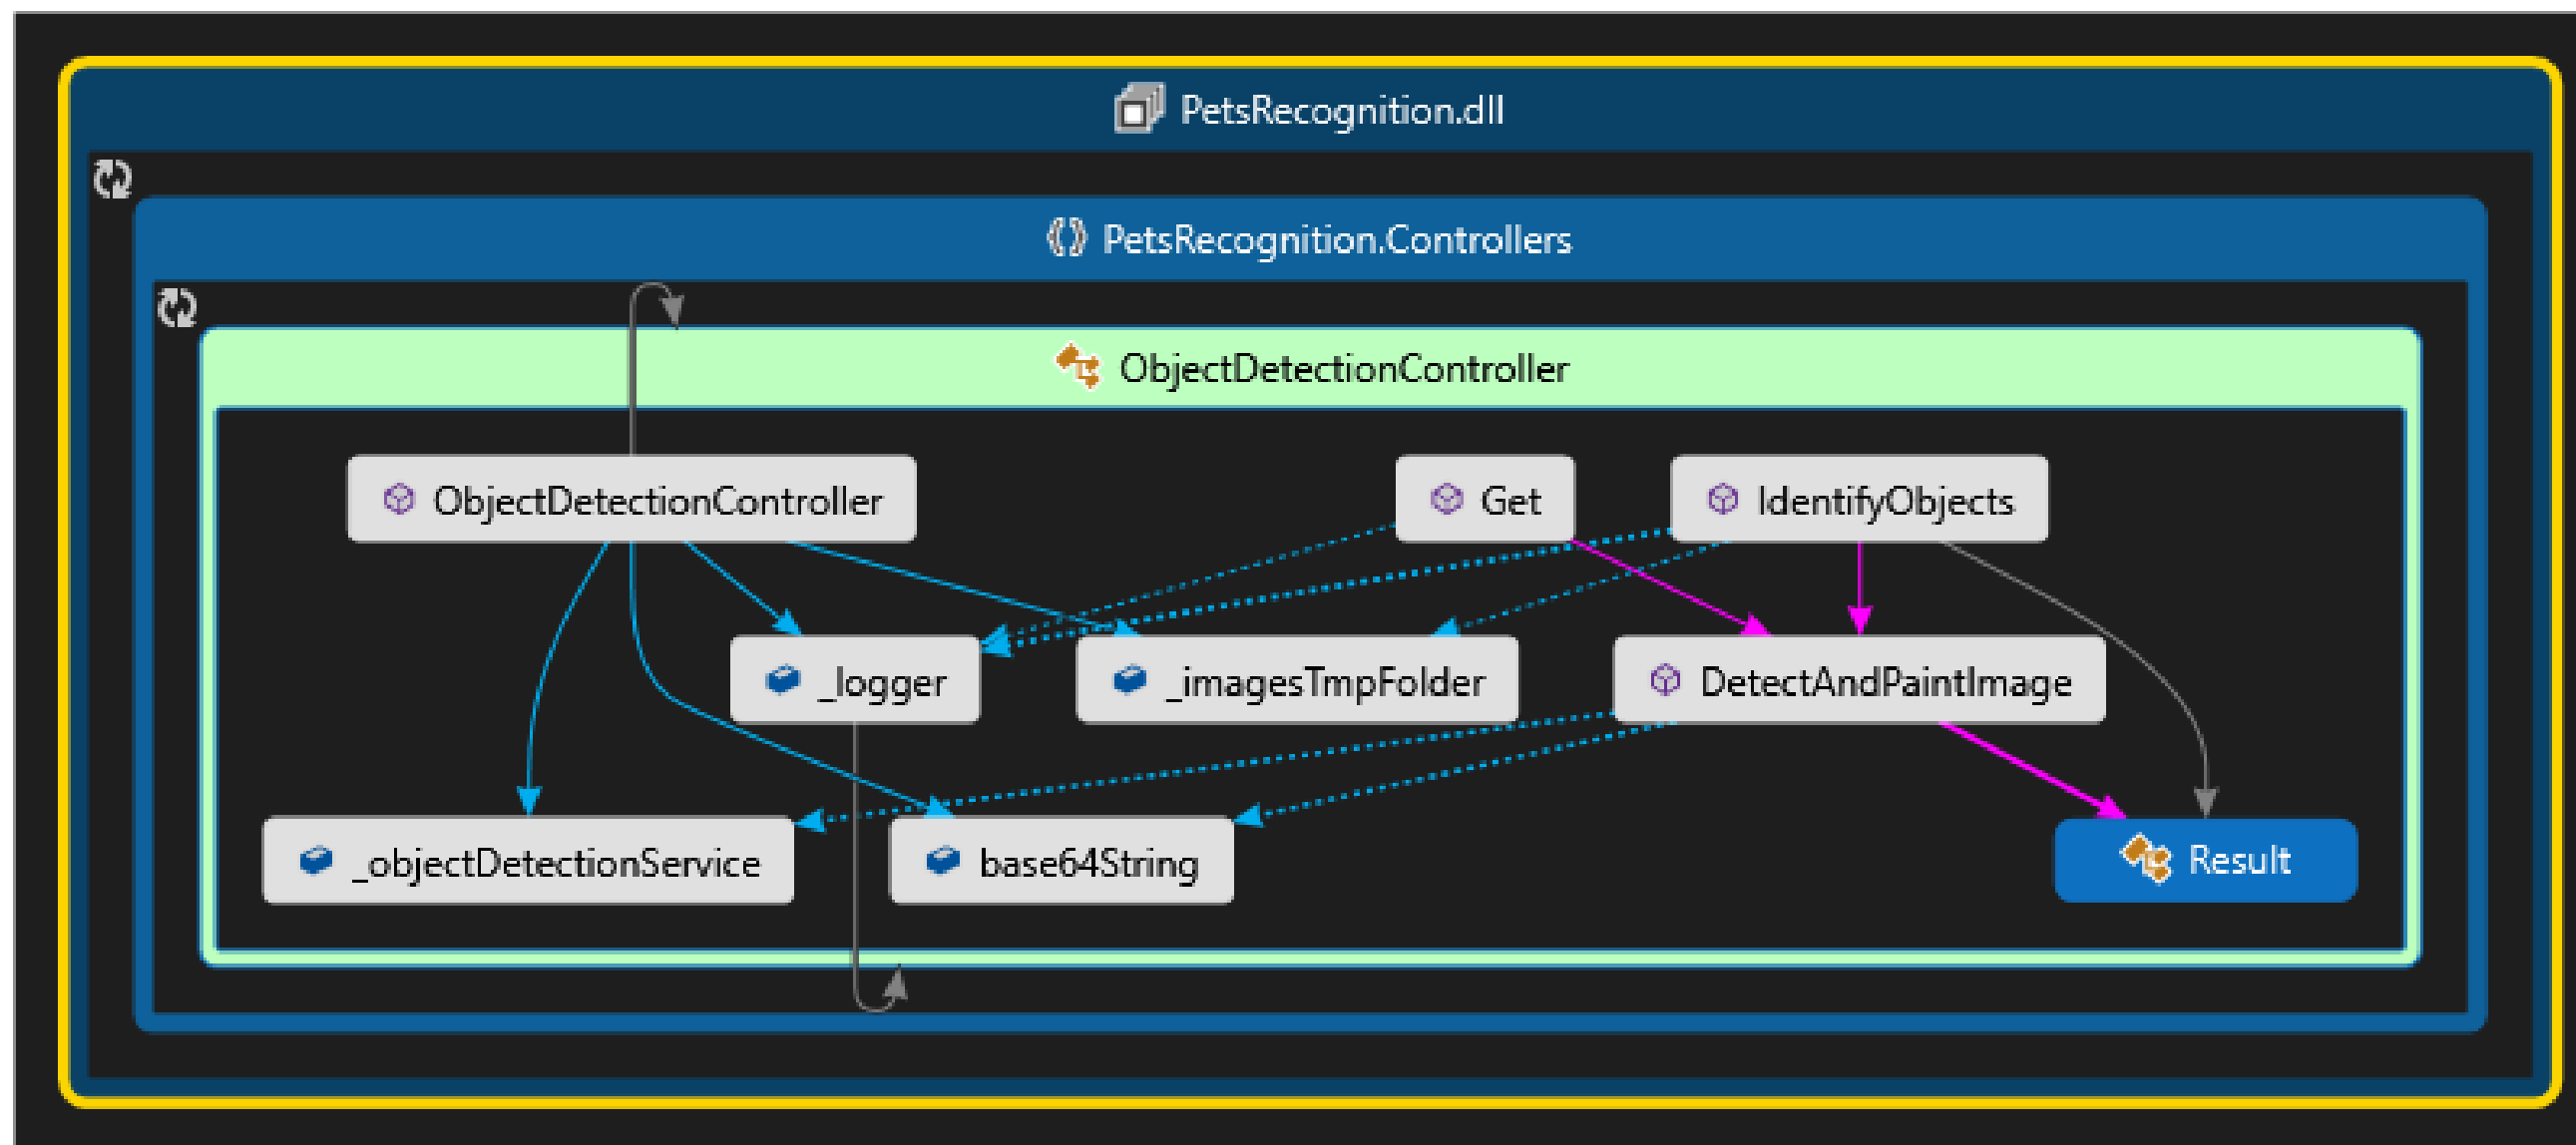 PetsRecognition.dll
PetsRecognition.Controllers
ObjectDetectionController
ObjectDetectionController
Get
IdentifyObjects
_logger
_imagesTmpFolder
DetectAndPaintImage
_objectDetectionService
base64String
Result